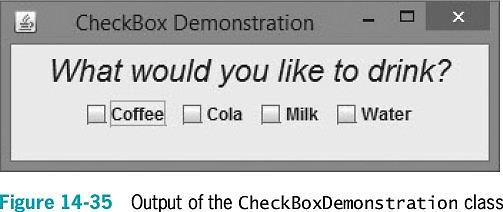 CheckBox Demonstration
What would you like to drink?
Coffee Cola Milk Water
Figure 14-35 Output of the CheckBoxDemonstration class